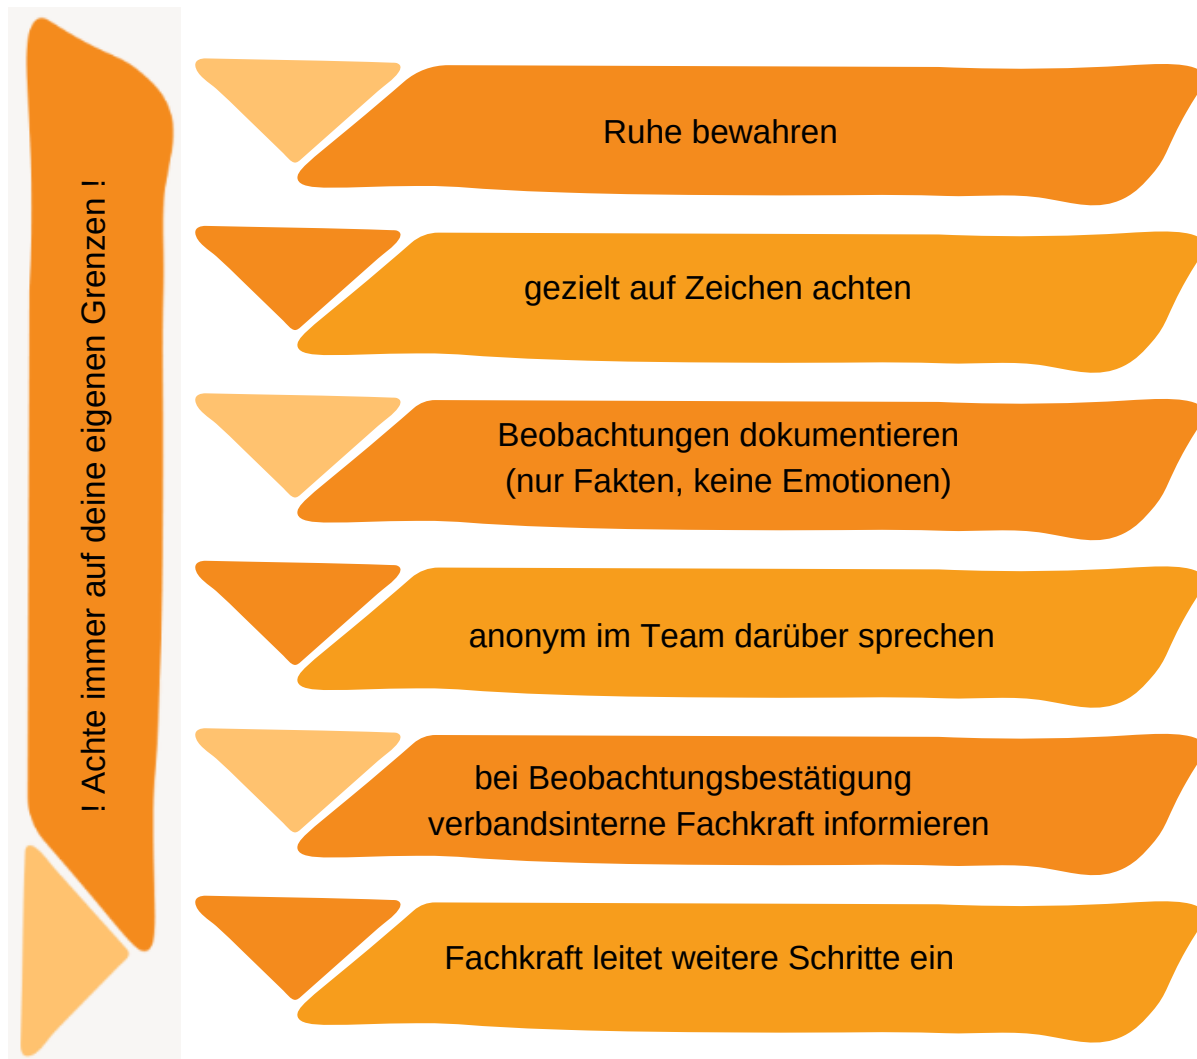 ! Achte immer auf deine eigenen Grenzen !
Ruhe bewahren
gezielt auf Zeichen achten
Beobachtungen dokumentieren
(nur Fakten, keine Emotionen)
anonym im Team darüber sprechen
bei Beobachtungsbestätigung
verbandsinterne Fachkraft informieren
Fachkraft leitet weitere Schritte ein